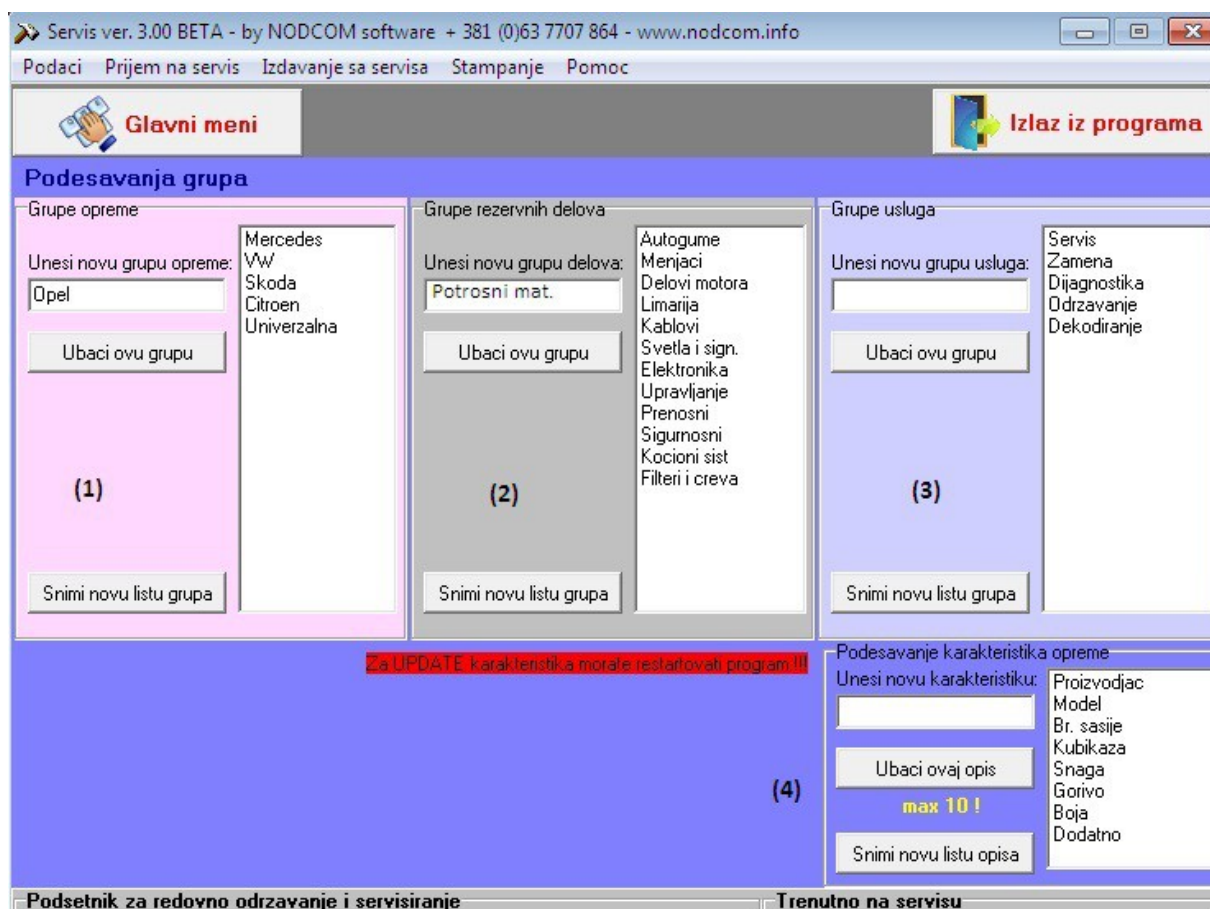 Servis ver. 3.00 BETA - by NODCOM software + 381 (0)63 7707 864 - www.nodcom.info
Podaci Prijem na servis Izdavanje sa servisa Stampanje Pomoc
Glavni meni
Izlaz iz programa
Podesavanja grupa
Grupe opreme
Unesi novu grupu opreme:
Opel
Ubaci ovu grupu
(1)
Snimi novu listu grupa
Mercedes
VW
Skoda
Citroen
Univerzalna
Grupe rezervnih delova
Unesi novu grupu delova:
Potrosni mat.
Ubaci ovu grupu
(2)
Snimi novu listu grupa
Autogume
Menjaci
Delovi motora
Limarija
Kablovi
Svetla i sign.
Elektronika
Upravljanje
Prenosni
Sigurnosni
Kocioni sist
Filteri i creva
Grupe usluga
Unesi novu grupu usluga:
Ubaci ovu grupu
(3)
Snimi novu listu grupa
Servis
Zamena
Dijagnostika
Odrzavanje
Dekodiranje
Za UPDATE karakteristika morate restartovati program !!!
(4)
Podesavanje karakteristika opreme
Unesi novu karakteristiku:
Ubaci ovaj opis
max 10 !
Snimi novu listu opisa
Proizvodjac
Model
Br. sasije
Kubikaza
Snaga
Gorivo
Boja
Dodatno
Podsetnik za redovno odrzavanje i servisiranje
Trenutno na servisu